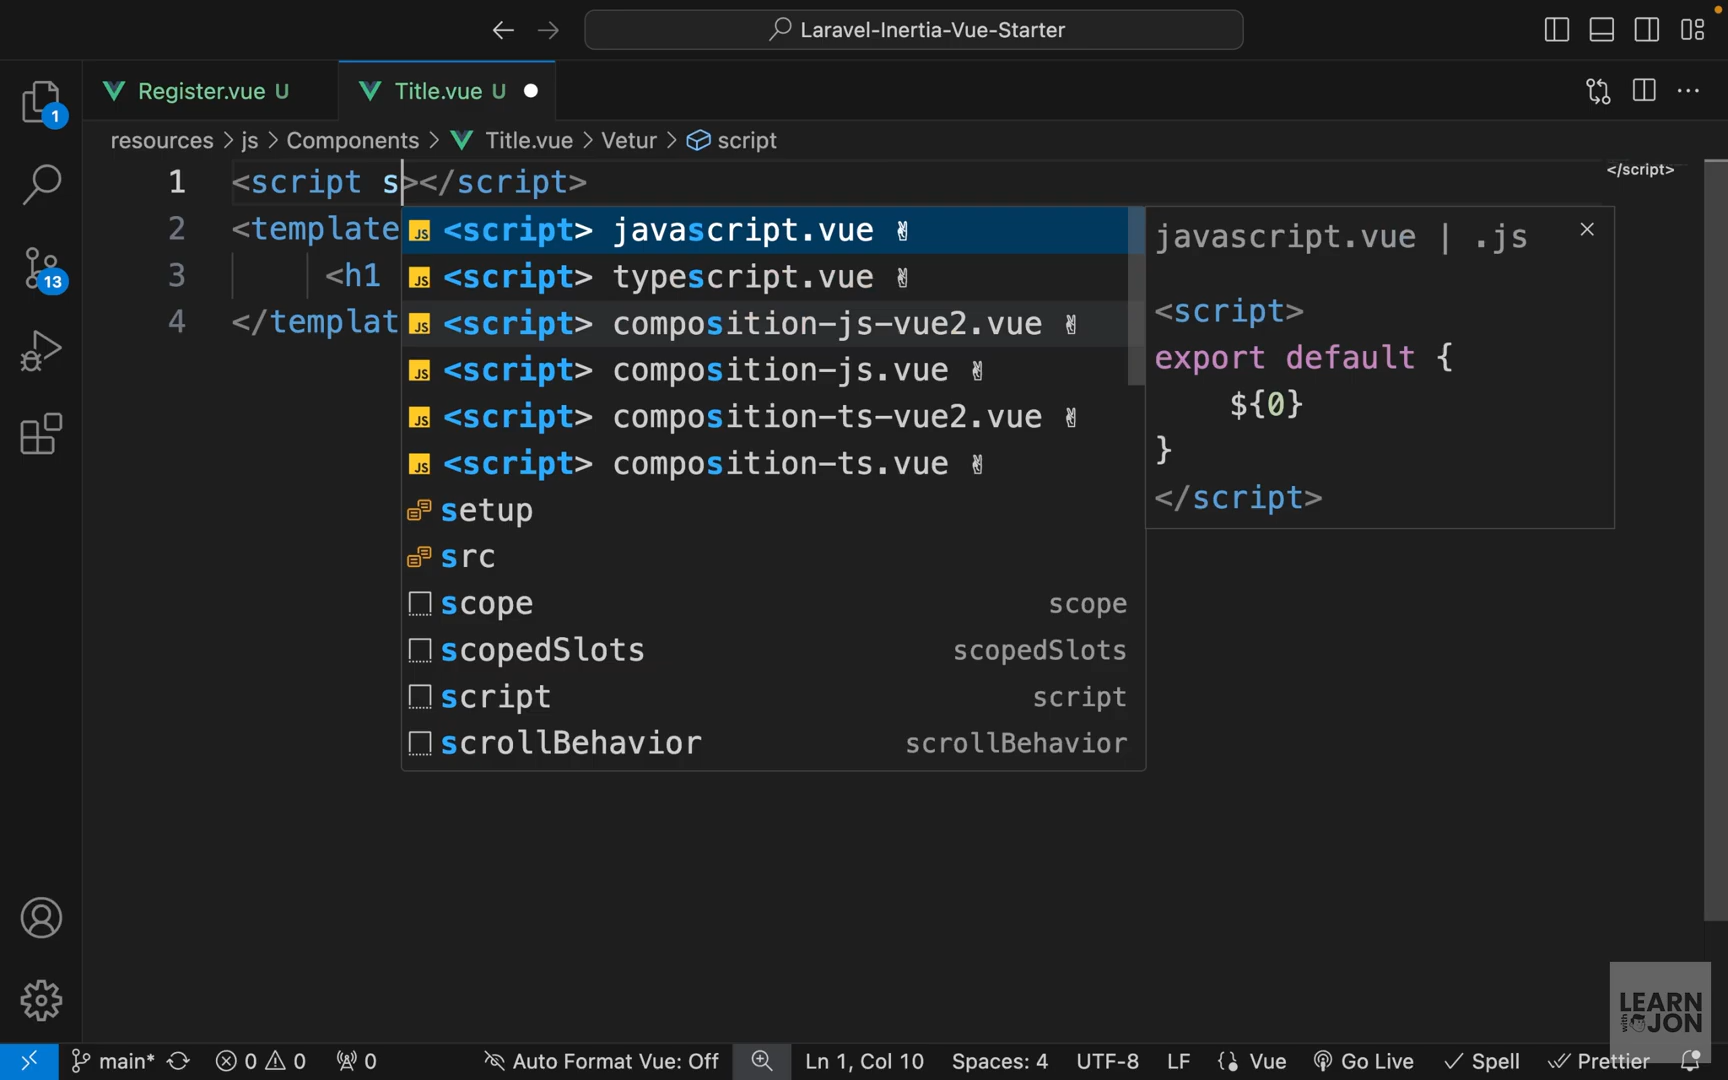 Laravel-Inertia-Vue-Starter
Register.vue U
Title.vue U
resources > js > Components > Title.vue > Vetur > script
1 <script s></script>
2 <template
3 <h1
4 </templat
</script>
<script> javascript.vue ✌
<script> typescript.vue ✌
<script> composition-js-vue2.vue ✌
<script> composition-js.vue ✌
<script> composition-ts-vue2.vue ✌
<script> composition-ts.vue ✌
setup
src
scope scope
scopedSlots scopedSlots
script script
scrollBehavior scrollBehavior
javascript.vue | .js
<script>
export default {
${0}
}
</script>
1
13
LEARN
with JON
main* 0 0 0 Auto Format Vue: Off Ln 1, Col 10 Spaces: 4 UTF-8 LF Vue Go Live Spell Prettier